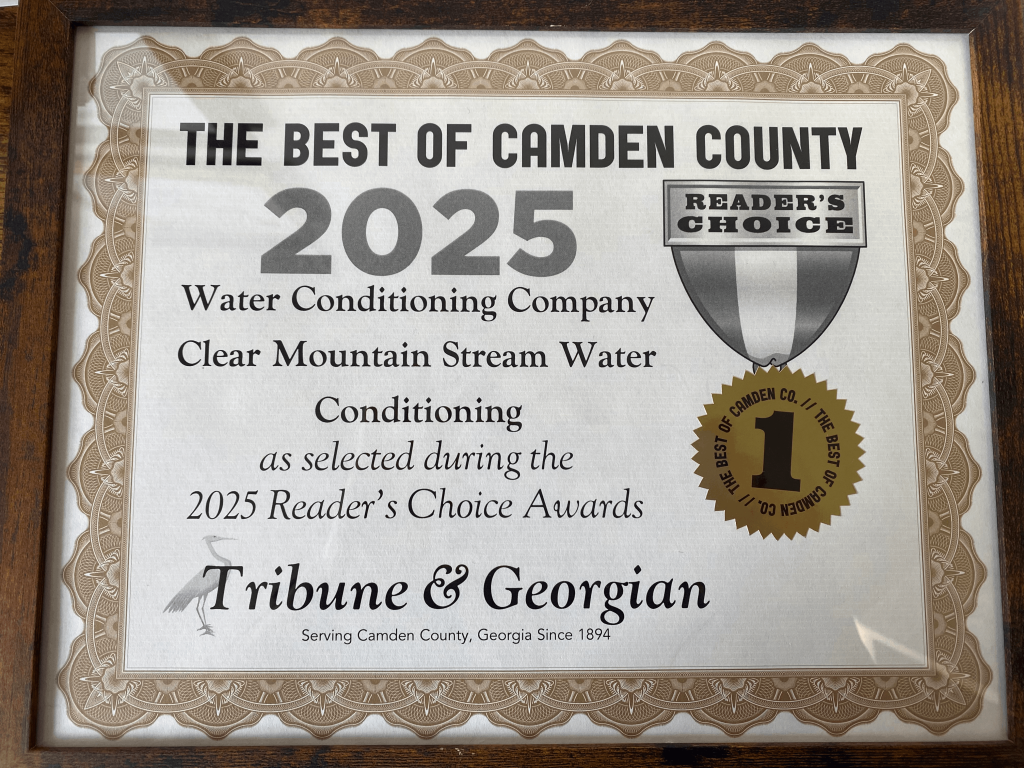 THE BEST OF CAMDEN COUNTY
2025
READER'S
CHOICE
Water Conditioning Company
Clear Mountain Stream Water
Conditioning
as selected during the
2025 Reader's Choice Awards
THE BEST OF CAMDEN CO. // THE BEST OF CAMDEN CO. //
1
Tribune & Georgian
Serving Camden County, Georgia Since 1894